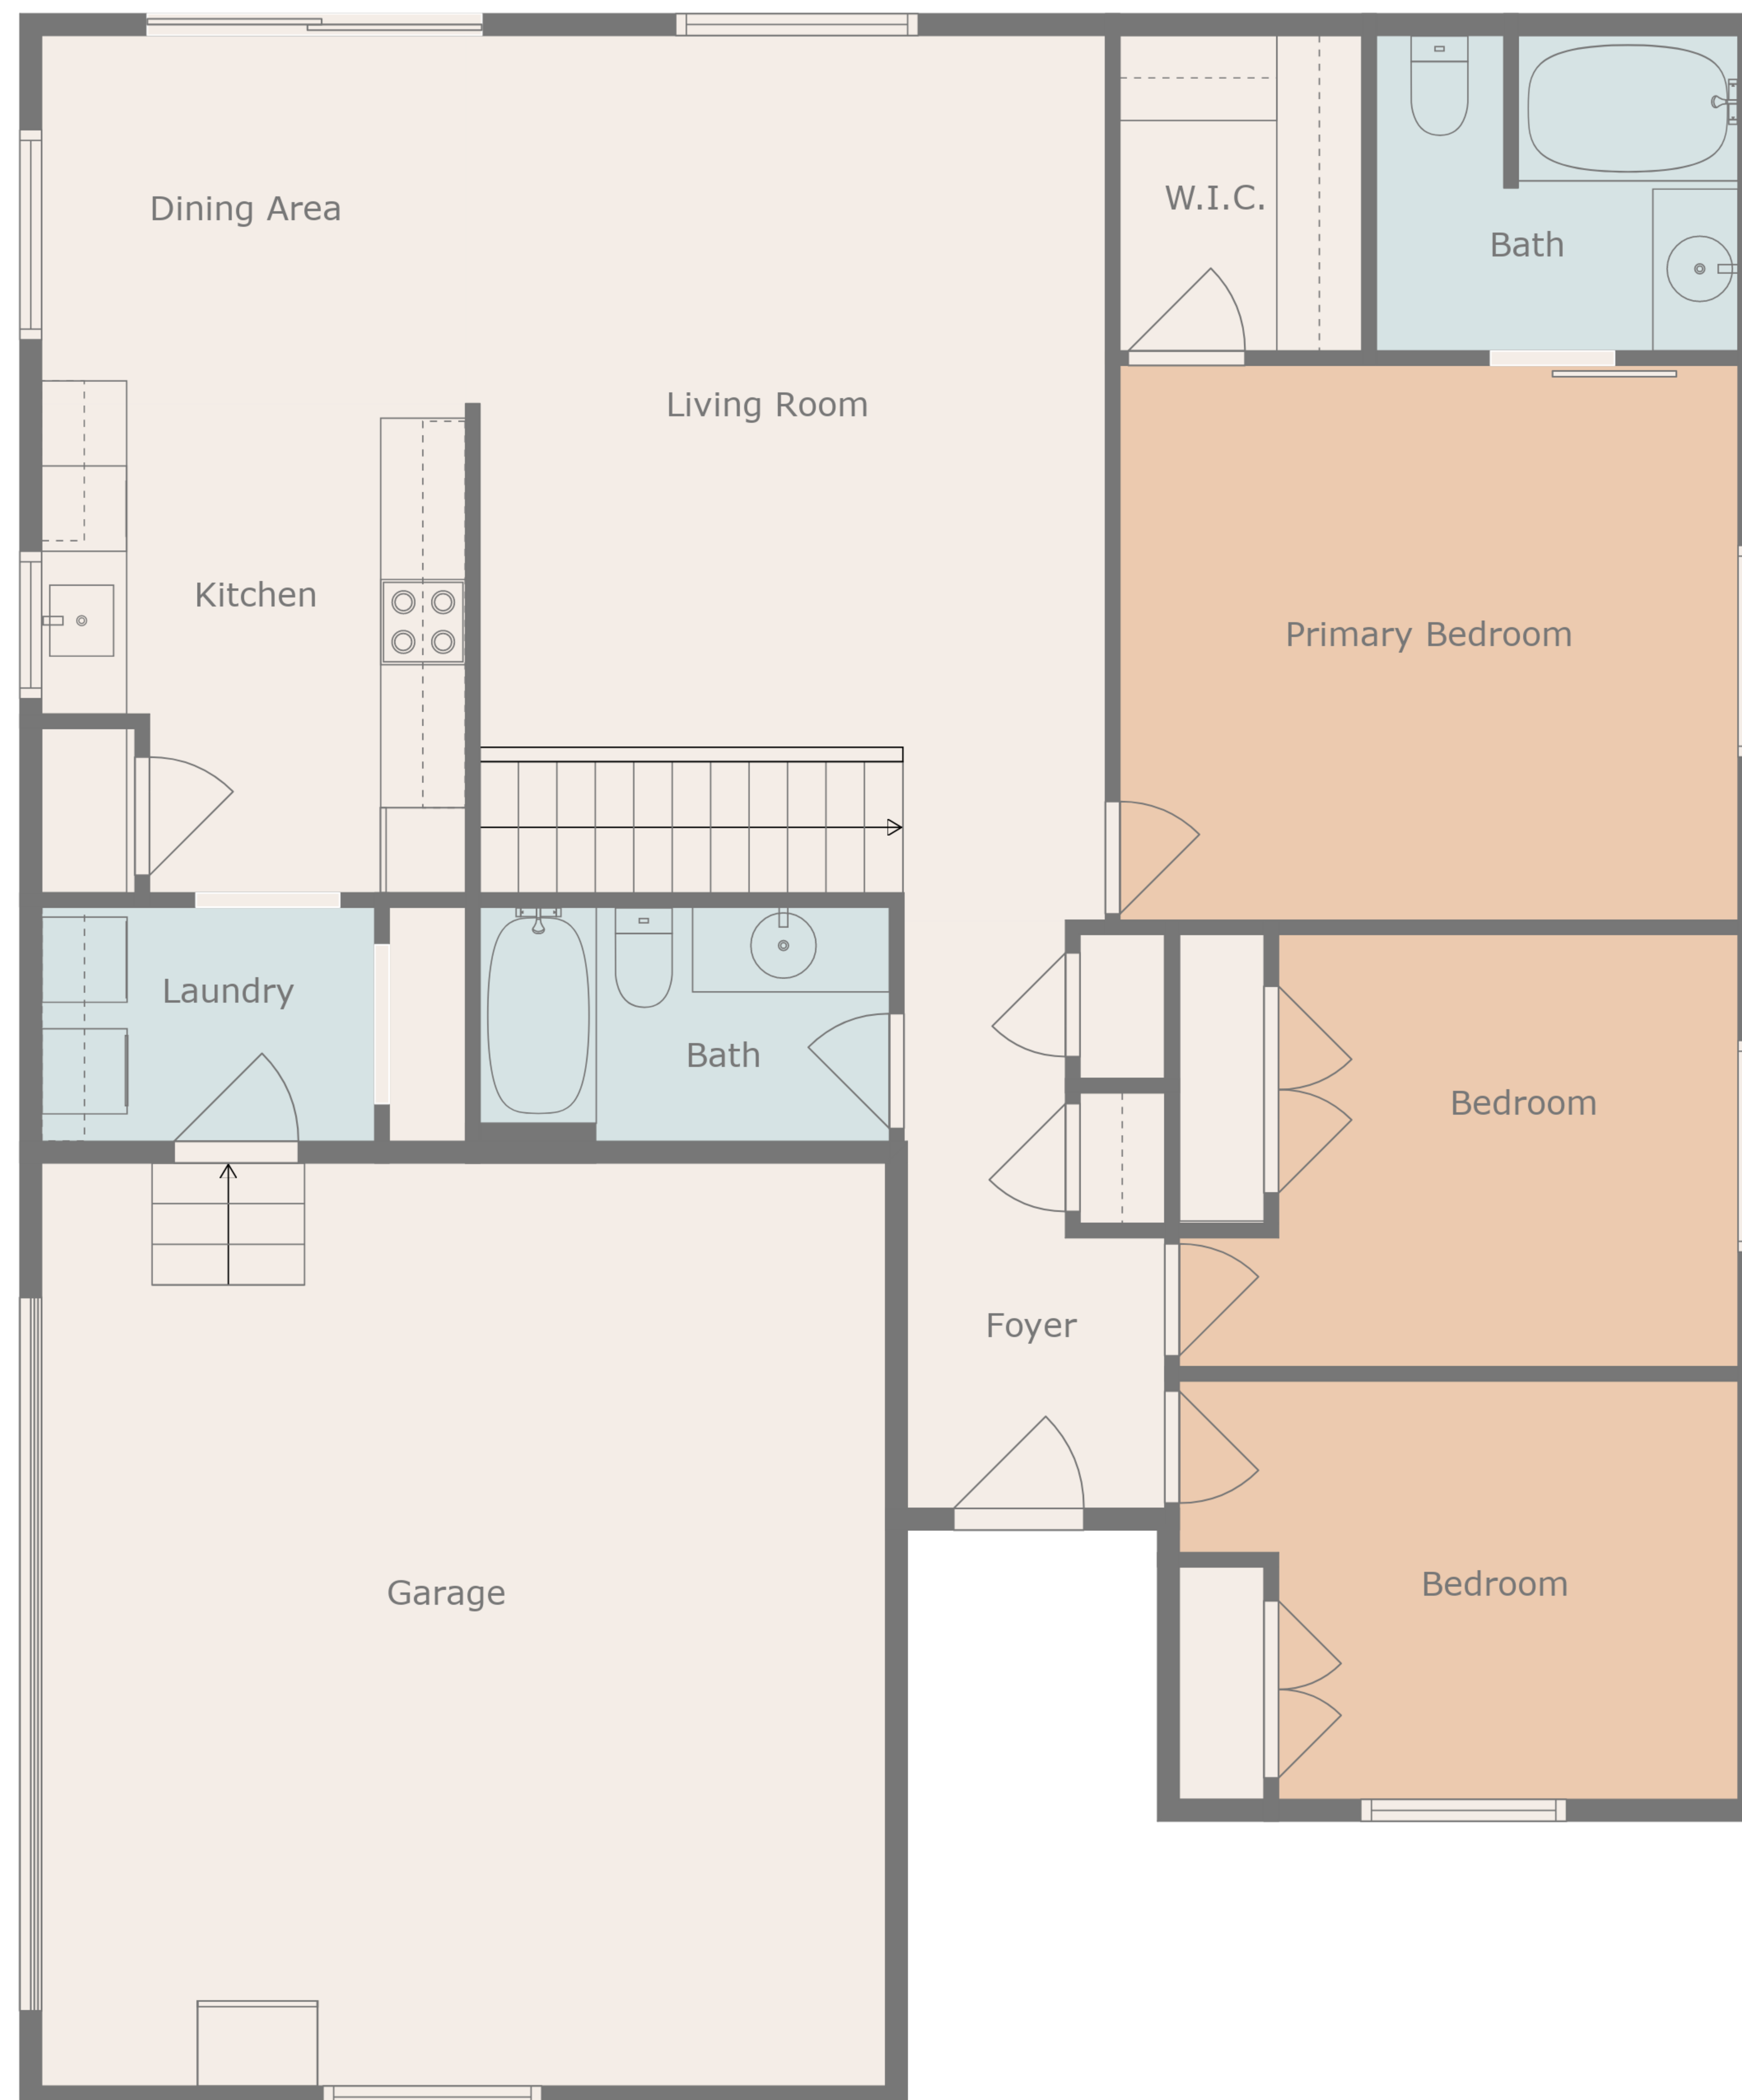 Dining Area
W.I.C.
Bath
Living Room
Kitchen
Primary Bedroom
Laundry
Bath
Bedroom
Foyer
Garage
Bedroom